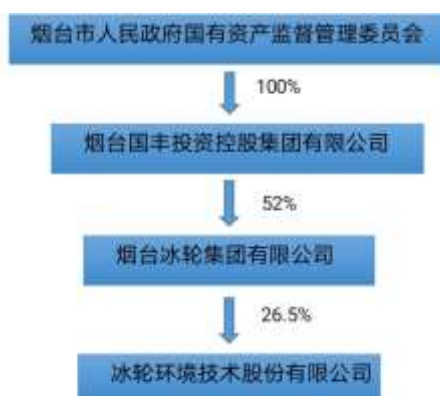 烟台市人民政府国有资产监督管理委员会
100%
烟台国丰投资控股集团有限公司
52%
烟台冰轮集团有限公司
26.5%
冰轮环境技术股份有限公司